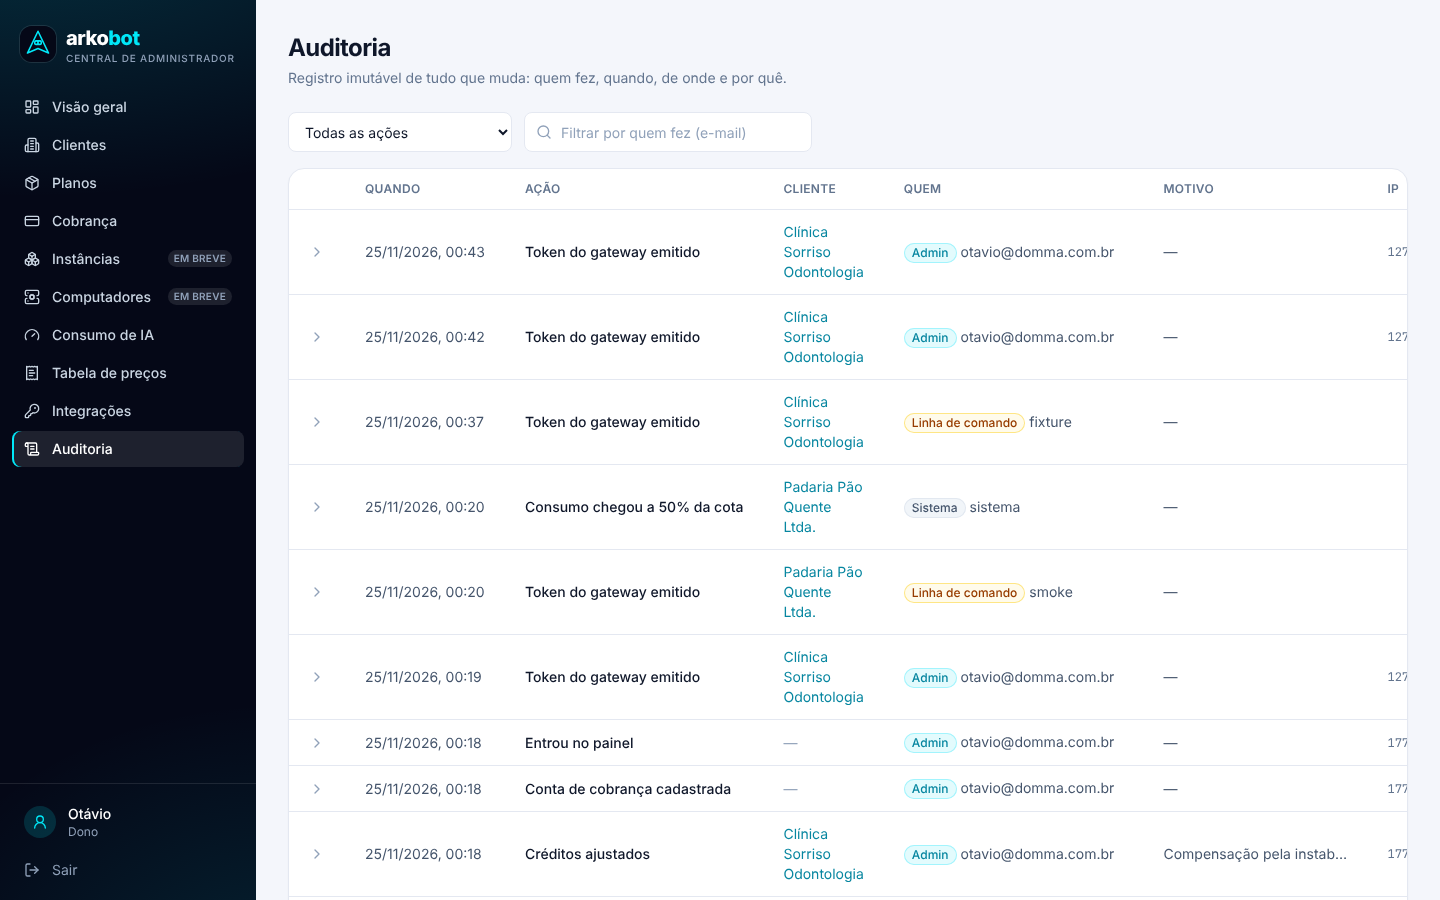 arkobot
CENTRAL DE ADMINISTRADOR
Visão geral
Clientes
Planos
Cobrança
Instâncias EM BREVE
Computadores EM BREVE
Consumo de IA
Tabela de preços
Integrações
Auditoria
Otávio
Dono
Sair
Auditoria
Registro imutável de tudo que muda: quem fez, quando, de onde e por quê.
Todas as ações
Filtrar por quem fez (e-mail)
QUANDO AÇÃO CLIENTE QUEM MOTIVO IP
25/11/2026, 00:43 Token do gateway emitido Clínica Sorriso Odontologia Admin otavio@domma.com.br — 127
25/11/2026, 00:42 Token do gateway emitido Clínica Sorriso Odontologia Admin otavio@domma.com.br — 127
25/11/2026, 00:37 Token do gateway emitido Clínica Sorriso Odontologia Linha de comando fixture —
25/11/2026, 00:20 Consumo chegou a 50% da cota Padaria Pão Quente Ltda. Sistema sistema —
25/11/2026, 00:20 Token do gateway emitido Padaria Pão Quente Ltda. Linha de comando smoke —
25/11/2026, 00:19 Token do gateway emitido Clínica Sorriso Odontologia Admin otavio@domma.com.br — 127
25/11/2026, 00:18 Entrou no painel — Admin otavio@domma.com.br — 177
25/11/2026, 00:18 Conta de cobrança cadastrada — Admin otavio@domma.com.br — 177
25/11/2026, 00:18 Créditos ajustados Clínica Sorriso Odontologia Admin otavio@domma.com.br Compensação pela instab... 177